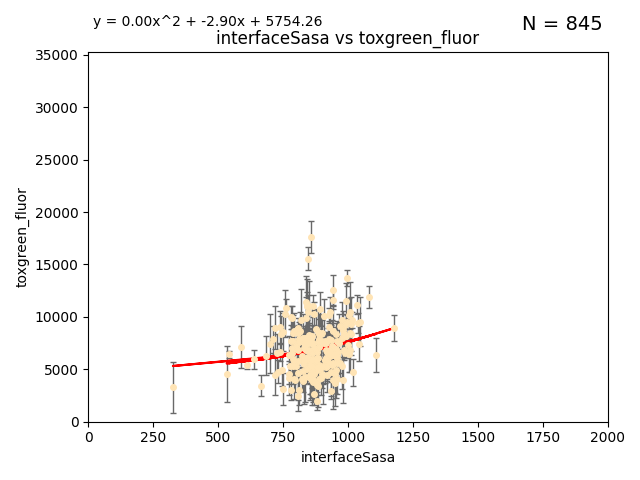 y = 0.00x^2 + -2.90x + 5754.26
N = 845
interfaceSasa vs toxgreen_fluor
35000
30000
25000
20000
15000
10000
5000
0
toxgreen_fluor
0 250 500 750 1000 1250 1500 1750 2000
interfaceSasa